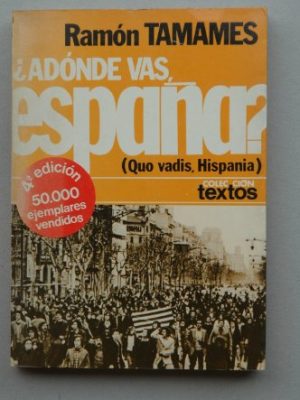 Ramón TAMAMES
¿ADÓNDE VAS,
españa?
(Quo vadis, Hispania)
COLECCIÓN
textos
4ª edición
50.000
ejemplares
vendidos